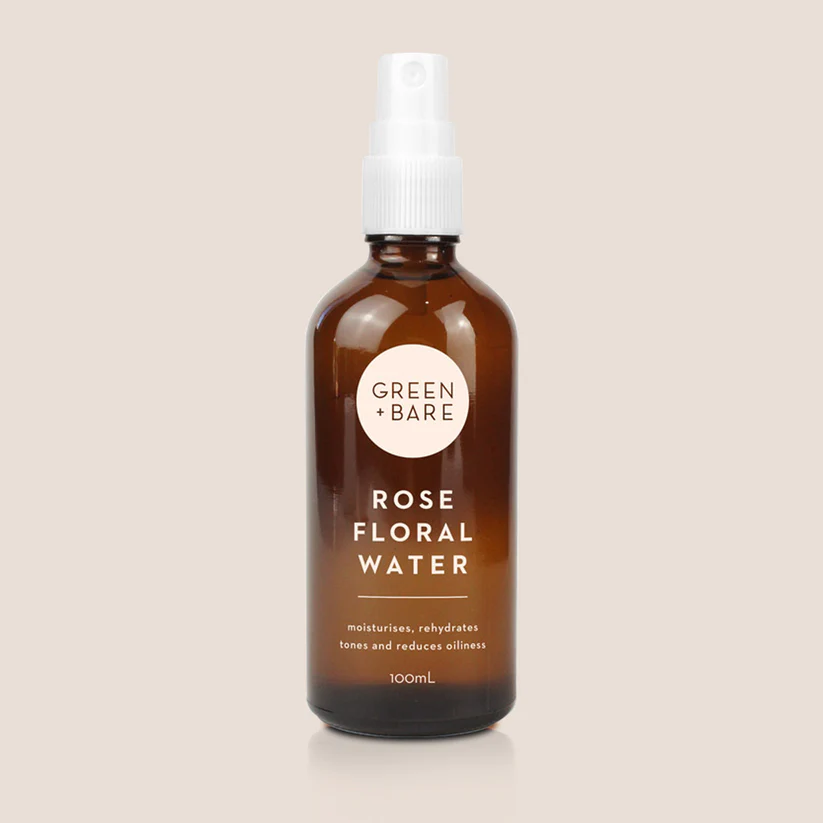 GREEN
+ BARE
ROSE
FLORAL
WATER
moisturises, rehydrates
tones and reduces oiliness
100mL